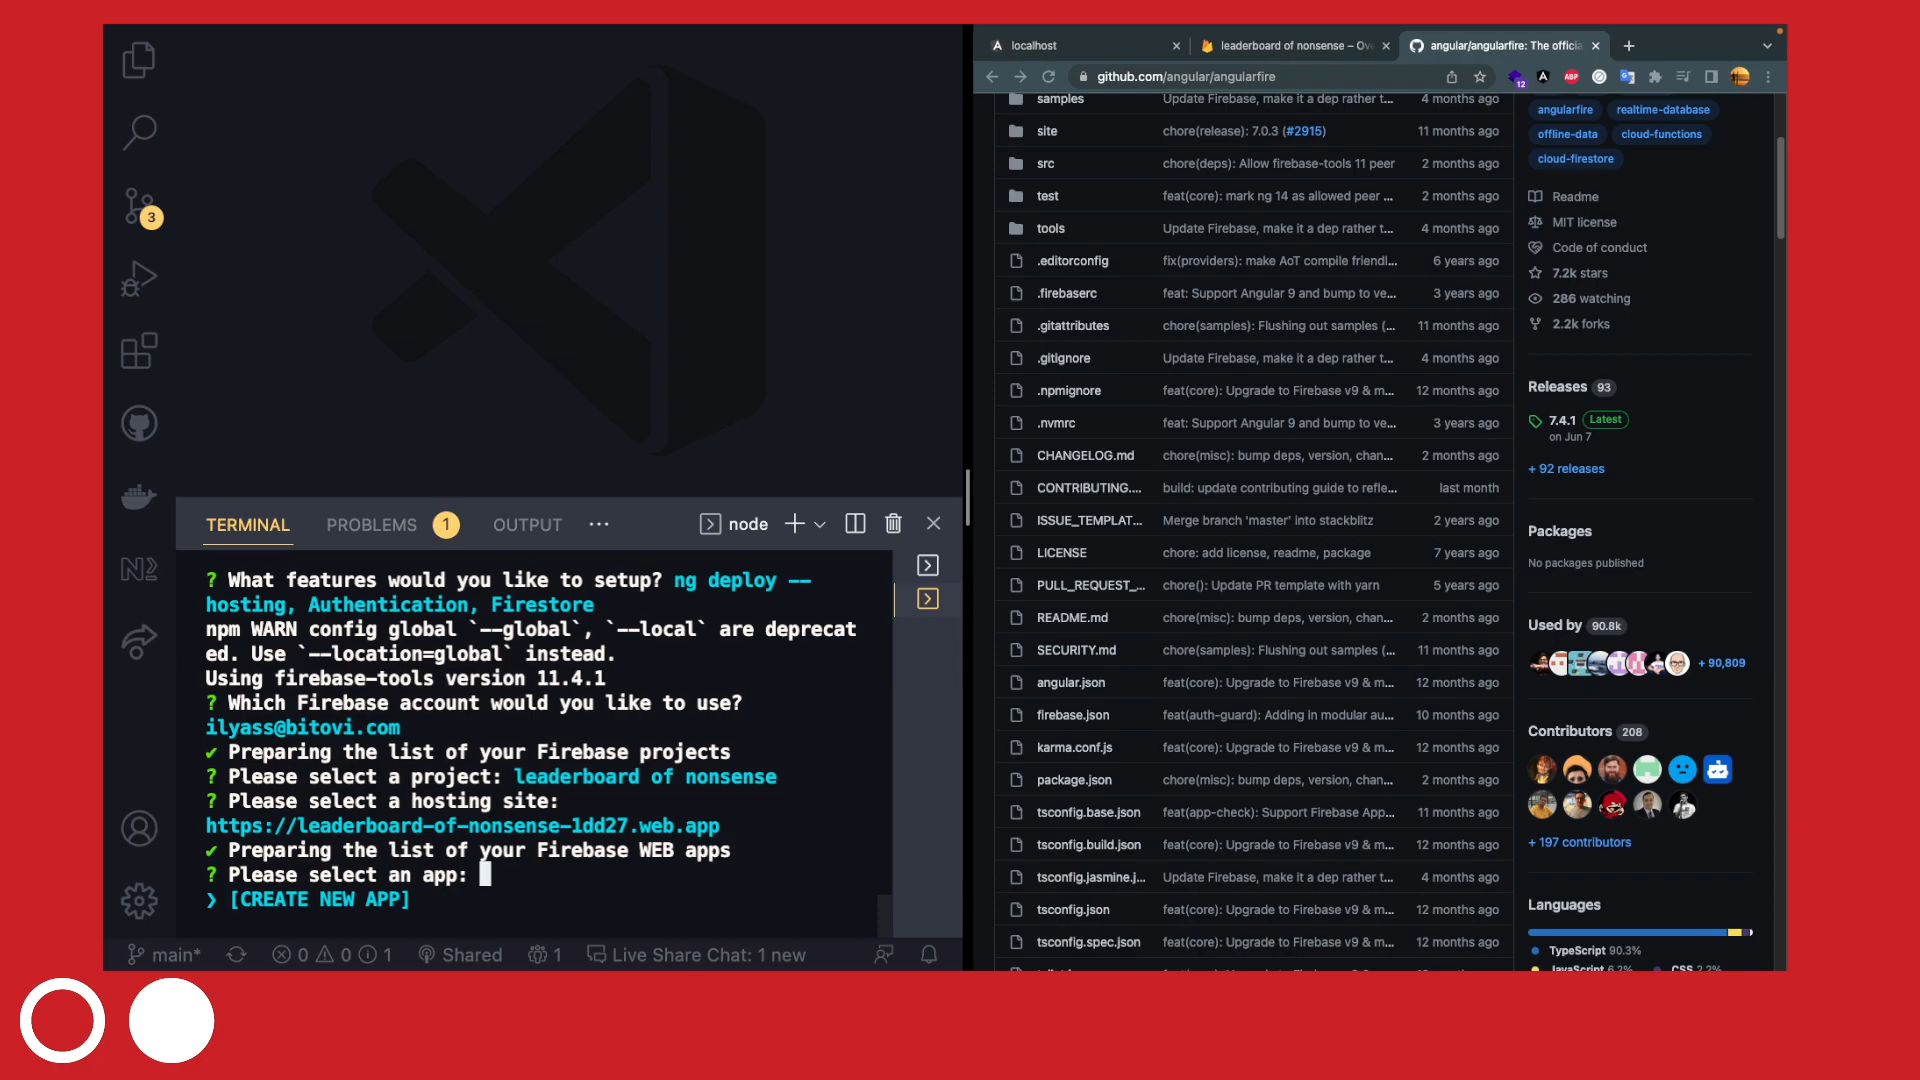 3
TERMINAL PROBLEMS 1 OUTPUT ··· node
? What features would you like to setup? ng deploy --
hosting, Authentication, Firestore
npm WARN config global `--global`, `--local` are deprecat
ed. Use `--location=global` instead.
Using firebase-tools version 11.4.1
? Which Firebase account would you like to use?
ilyass@bitovi.com
✔ Preparing the list of your Firebase projects
? Please select a project: leaderboard of nonsense
? Please select a hosting site:
https://leaderboard-of-nonsense-1dd27.web.app
✔ Preparing the list of your Firebase WEB apps
? Please select an app:
❯ [CREATE NEW APP]
main* 0 0 1 Shared 1 Live Share Chat: 1 new
localhost
leaderboard of nonsense – Ov
angular/angularfire: The officia
github.com/angular/angularfire
ABP
12
samples Update Firebase, make it a dep rather t... 4 months ago
site chore(release): 7.0.3 (#2915) 11 months ago
src chore(deps): Allow firebase-tools 11 peer 2 months ago
test feat(core): mark ng 14 as allowed peer ... 2 months ago
tools Update Firebase, make it a dep rather t... 4 months ago
.editorconfig fix(providers): make AoT compile friendl... 6 years ago
.firebaserc feat: Support Angular 9 and bump to ve... 3 years ago
.gitattributes chore(samples): Flushing out samples (... 11 months ago
.gitignore Update Firebase, make it a dep rather t... 4 months ago
.npmignore feat(core): Upgrade to Firebase v9 & m... 12 months ago
.nvmrc feat: Support Angular 9 and bump to ve... 3 years ago
CHANGELOG.md chore(misc): bump deps, version, chan... 2 months ago
CONTRIBUTING.... build: update contributing guide to refle... last month
ISSUE_TEMPLAT... Merge branch 'master' into stackblitz 2 years ago
LICENSE chore: add license, readme, package 7 years ago
PULL_REQUEST_... chore(): Update PR template with yarn 5 years ago
README.md chore(misc): bump deps, version, chan... 2 months ago
SECURITY.md chore(samples): Flushing out samples (... 11 months ago
angular.json feat(core): Upgrade to Firebase v9 & m... 12 months ago
firebase.json feat(auth-guard): Adding in modular au... 10 months ago
karma.conf.js feat(core): Upgrade to Firebase v9 & m... 12 months ago
package.json chore(misc): bump deps, version, chan... 2 months ago
tsconfig.base.json feat(app-check): Support Firebase App... 11 months ago
tsconfig.build.json feat(core): Upgrade to Firebase v9 & m... 12 months ago
tsconfig.jasmine.j... Update Firebase, make it a dep rather t... 4 months ago
tsconfig.json feat(core): Upgrade to Firebase v9 & m... 12 months ago
tsconfig.spec.json feat(core): Upgrade to Firebase v9 & m... 12 months ago
angularfire realtime-database
offline-data cloud-functions
cloud-firestore
Readme
MIT license
Code of conduct
7.2k stars
286 watching
2.2k forks
Releases 93
7.4.1 Latest
on Jun 7
+ 92 releases
Packages
No packages published
Used by 90.8k
+ 90,809
Contributors 208
+ 197 contributors
Languages
TypeScript 90.3%
JavaScript 6.2% CSS 2.2%